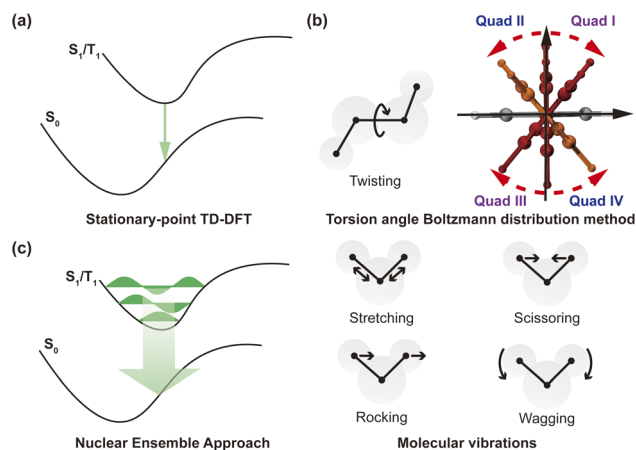 (a)
S1/T1
S0
Stationary-point TD-DFT
(b)
Quad II
Quad I
Twisting
Quad III
Quad IV
Torsion angle Boltzmann distribution method
(c)
S1/T1
S0
Nuclear Ensemble Approach
Stretching
Scissoring
Rocking
Wagging
Molecular vibrations